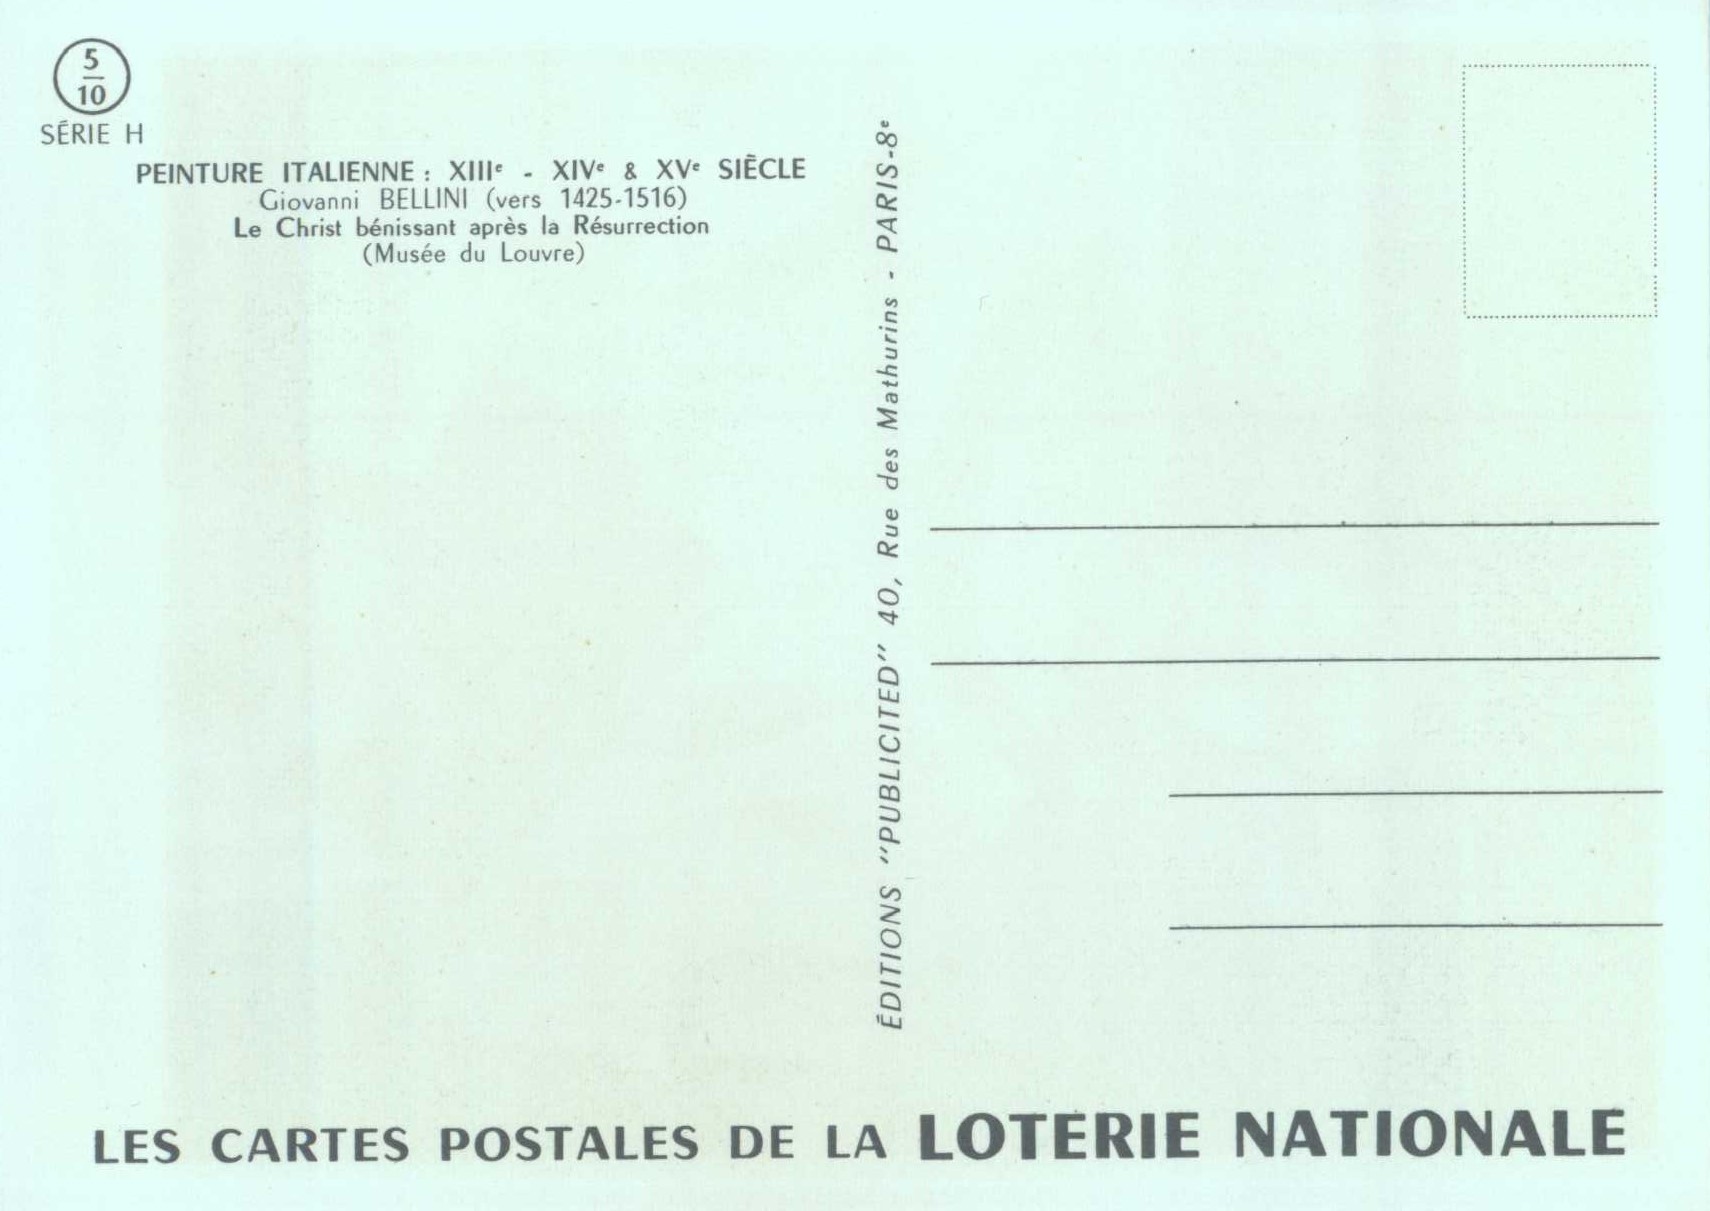 5
10
SÉRIE H
PEINTURE ITALIENNE : XIIIe - XIVe & XVe SIÈCLE
Giovanni BELLINI (vers 1425-1516)
Le Christ bénissant après la Résurrection
(Musée du Louvre)
ÉDITIONS "PUBLICITED" 40, Rue des Mathurins - PARIS-8e
LES CARTES POSTALES DE LA LOTERIE NATIONALE